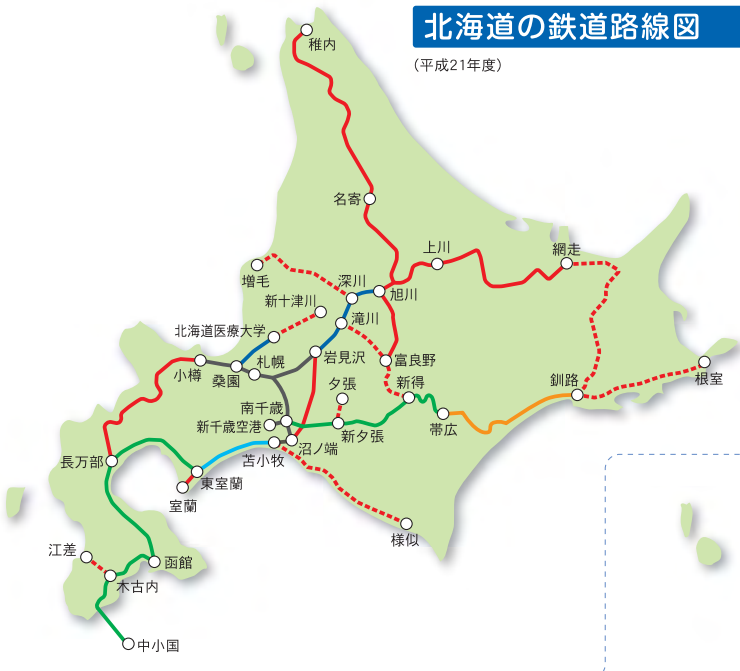 北海道の鉄道路線図
(平成21年度)
稚内
名寄
上川
網走
増毛
深川
旭川
新十津川
滝川
北海道医療大学
札幌
岩見沢
富良野
小樽
桑園
夕張
新得
釧路
根室
南千歳
新千歳空港
新夕張
帯広
沼ノ端
苫小牧
長万部
東室蘭
室蘭
様似
江差
函館
木古内
中小国